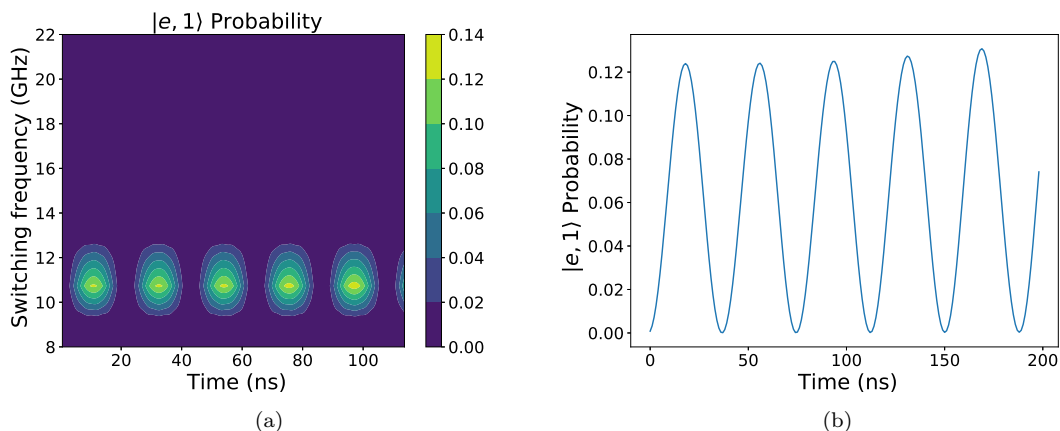 |e, 1⟩ Probability
Switching frequency (GHz)
22
20
18
16
14
12
10
8
20 40 60 80 100
Time (ns)
0.14
0.12
0.10
0.08
0.06
0.04
0.02
0.00
(a)
|e, 1⟩ Probability
0.12
0.10
0.08
0.06
0.04
0.02
0.00
0 50 100 150 200
Time (ns)
(b)